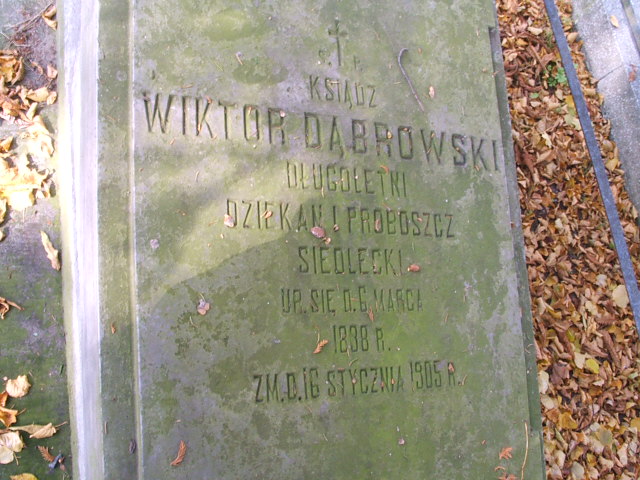 Ś. P.
KSIĄDZ
WIKTOR DĄBROWSKI
DŁUGOLETNI
DZIEKAN I PROBOSZCZ
SIEDLECKI
UR. SIĘ D. 6 MARCA
1838 R.
ZM. D. 16 STYCZNIA 1905 R.